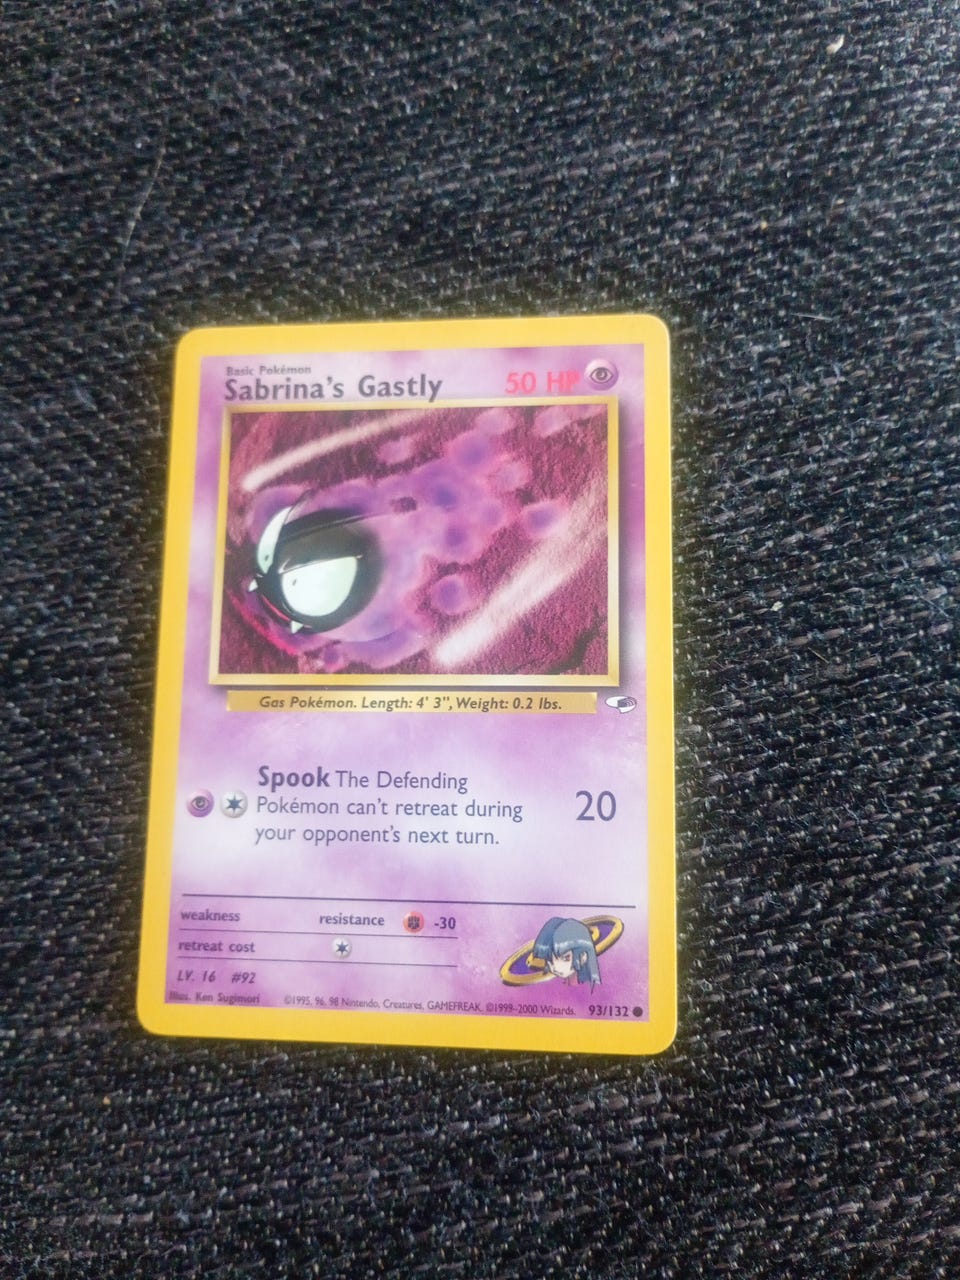 Basic Pokémon
Sabrina's Gastly 50 HP
Gas Pokémon. Length: 4' 3", Weight: 0.2 lbs.
Spook The Defending
Pokémon can't retreat during
your opponent's next turn.
20
weakness resistance -30
retreat cost
LV. 16 #92
Illus. Ken Sugimori ©1995, 96, 98 Nintendo, Creatures, GAMEFREAK. ©1999-2000 Wizards. 93/132